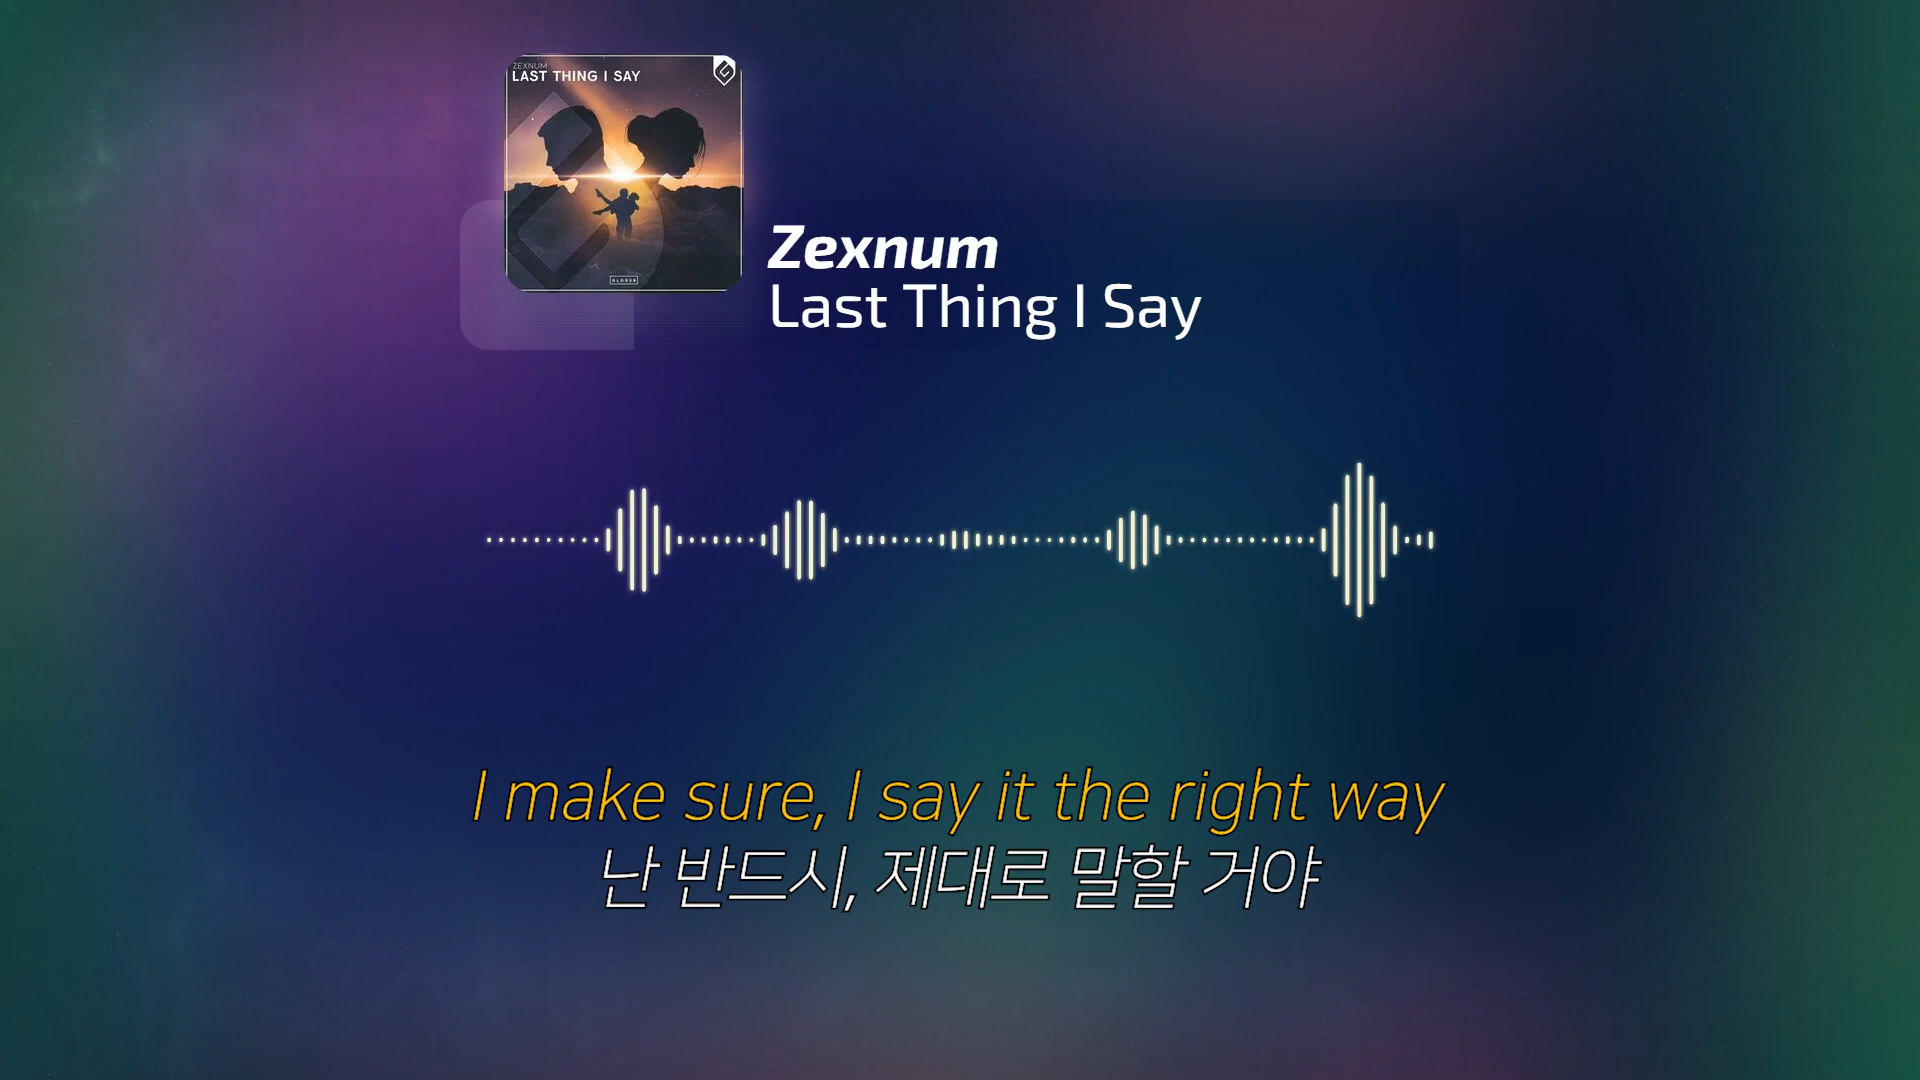 ZEXNUM
LAST THING I SAY
Zexnum
Last Thing I Say
I make sure, I say it the right way
난 반드시, 제대로 말할 거야